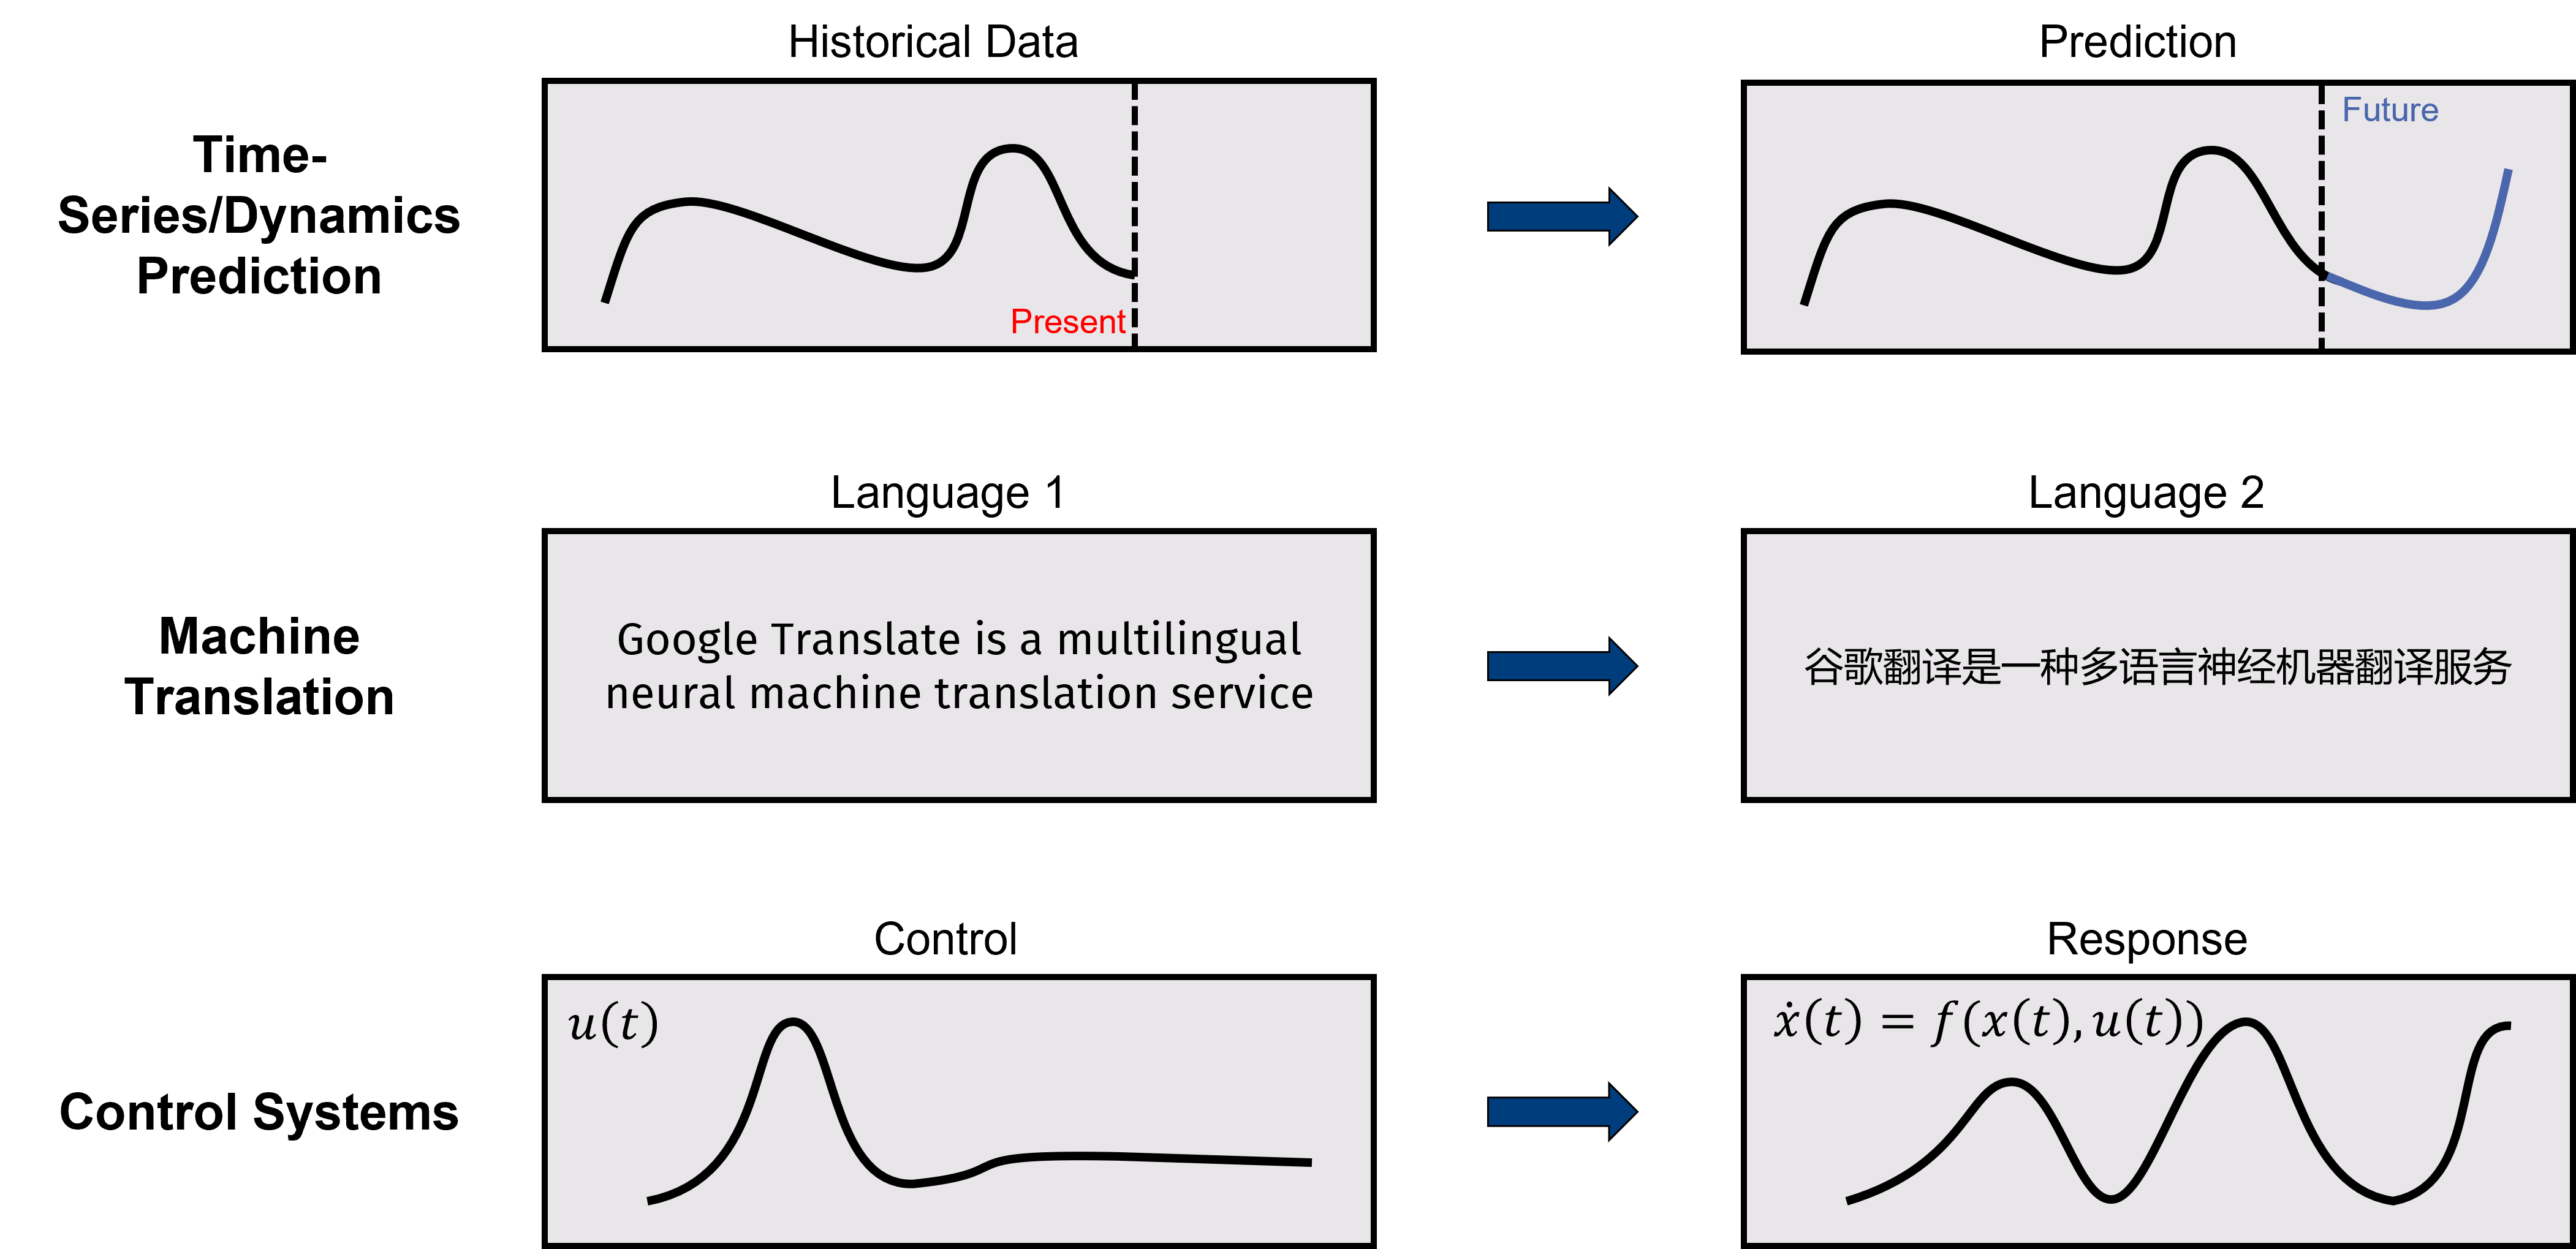 Historical Data
Prediction
Time-
Series/Dynamics
Prediction
Present
Future
Language 1
Language 2
Machine
Translation
Google Translate is a multilingual
neural machine translation service
谷歌翻译是一种多语言神经机器翻译服务
Control
Response
Control Systems
u(t)
ẋ(t) = f(x(t), u(t))